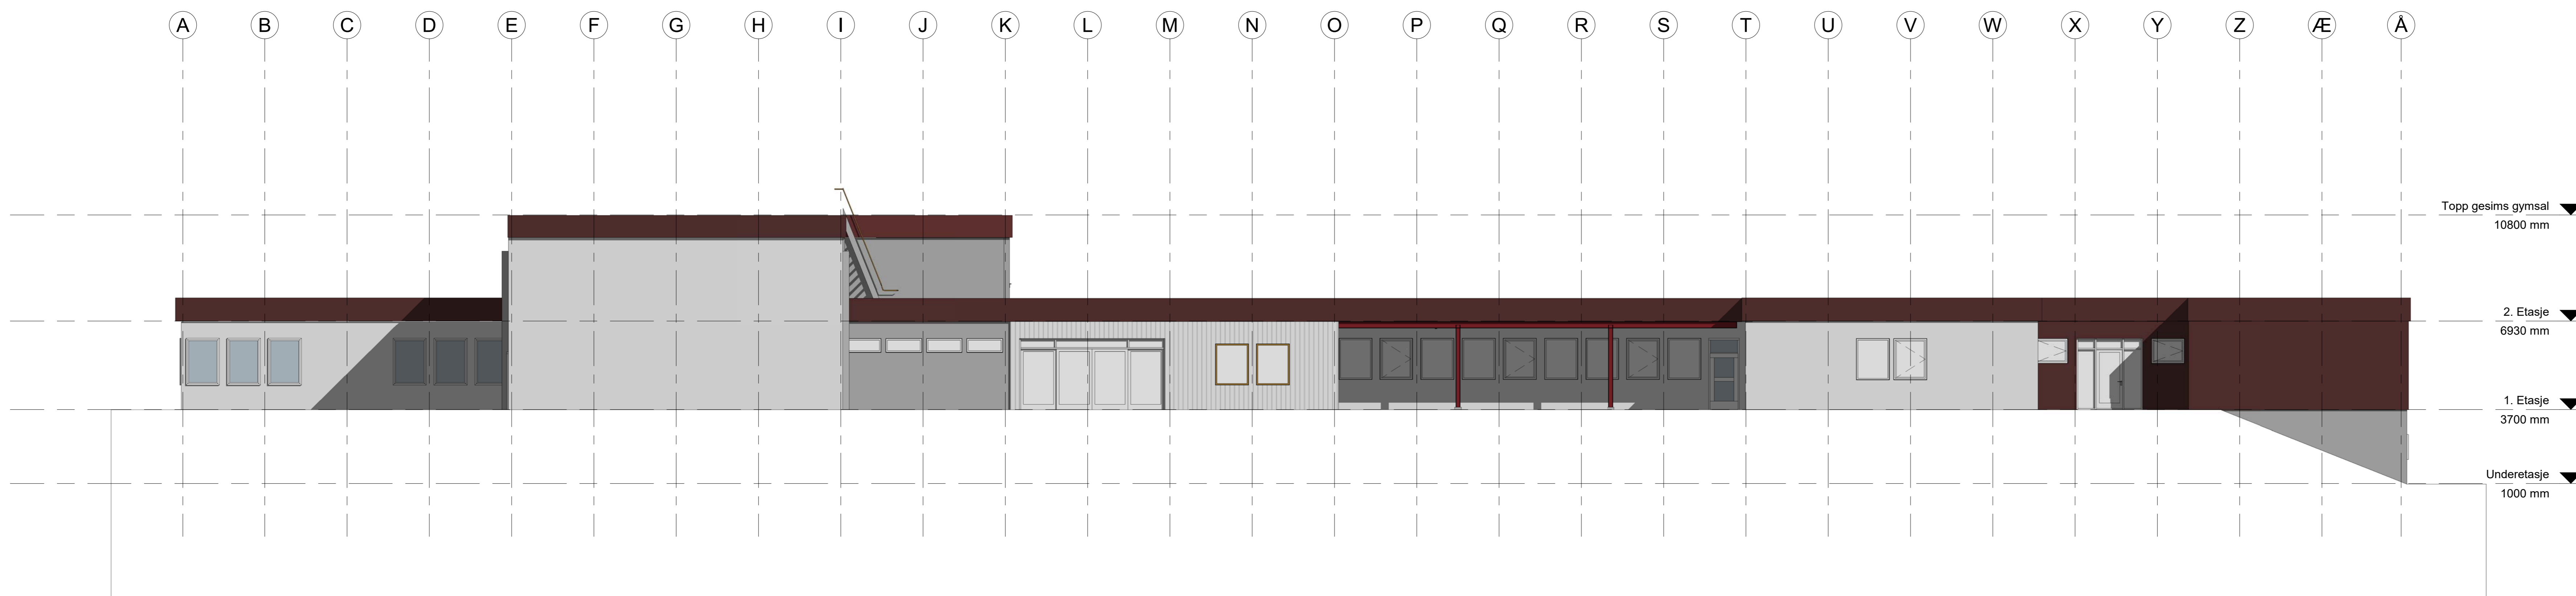 A B C D E F G H I J K L M N O P Q R S T U V W X Y Z Æ Å
Topp gesims gymsal
10800 mm
2. Etasje
6930 mm
1. Etasje
3700 mm
Underetasje
1000 mm